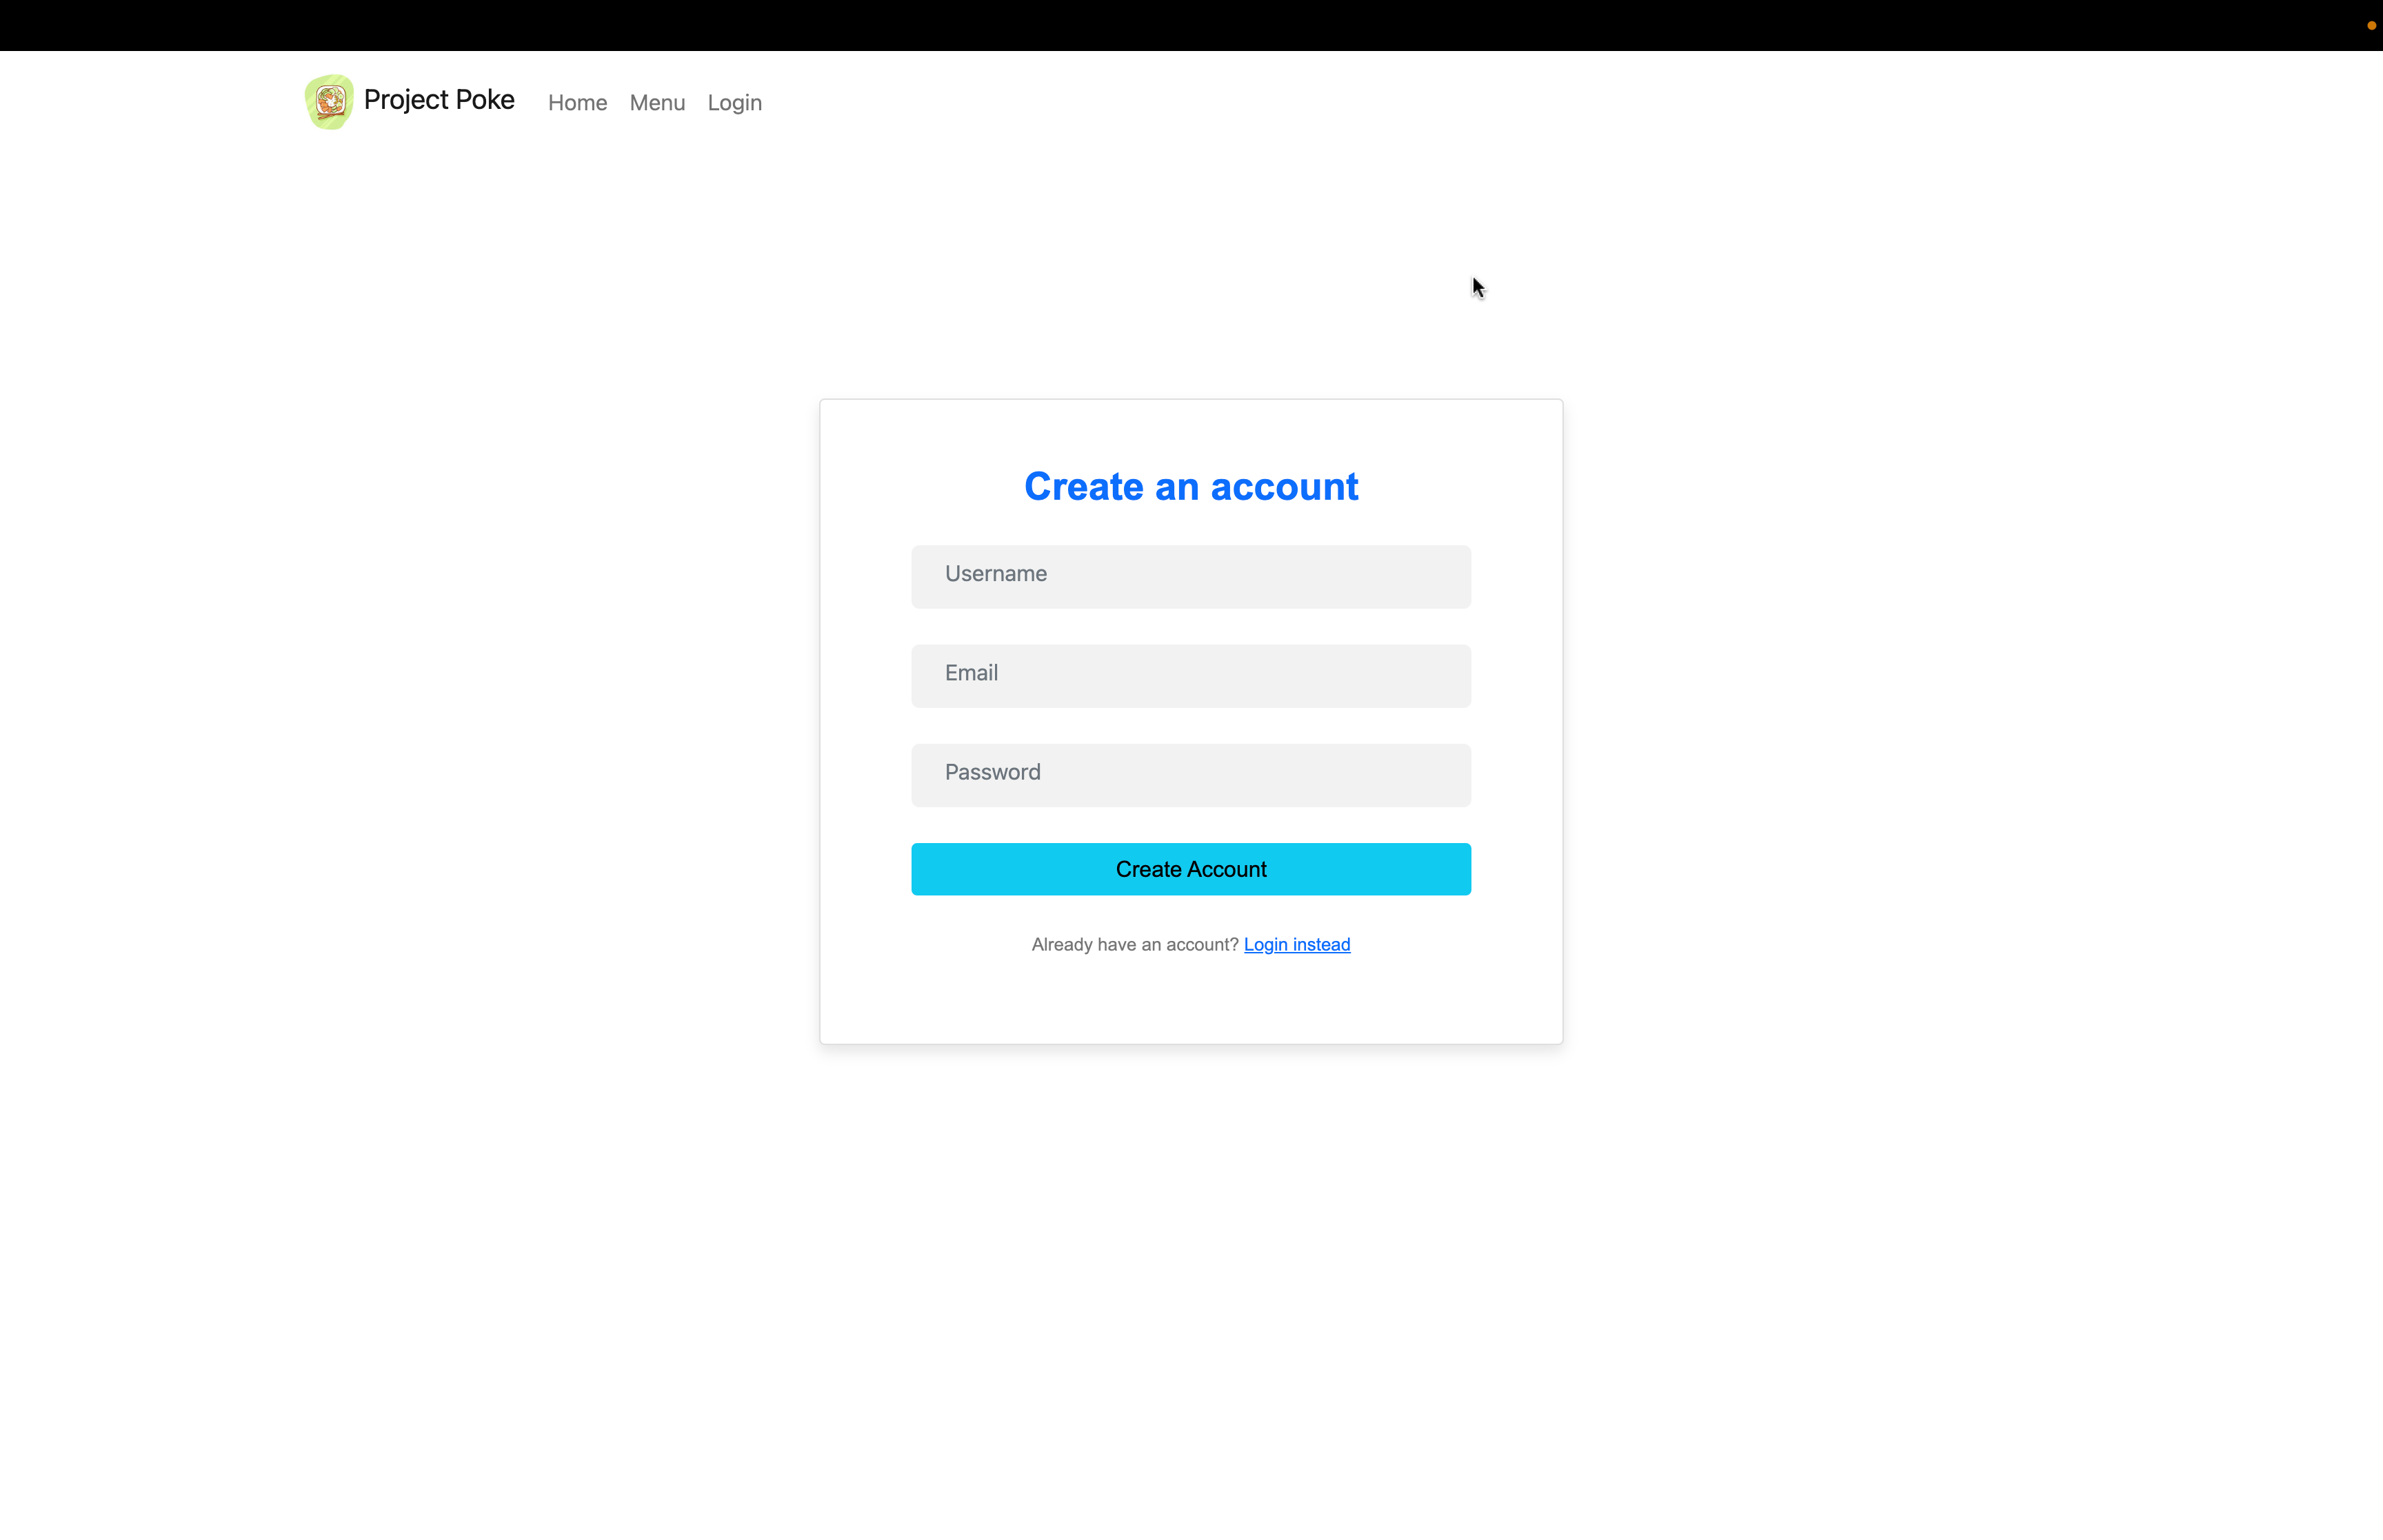 Project Poke Home Menu Login
Create an account
Username
Email
Password
Create Account
Already have an account? Login instead